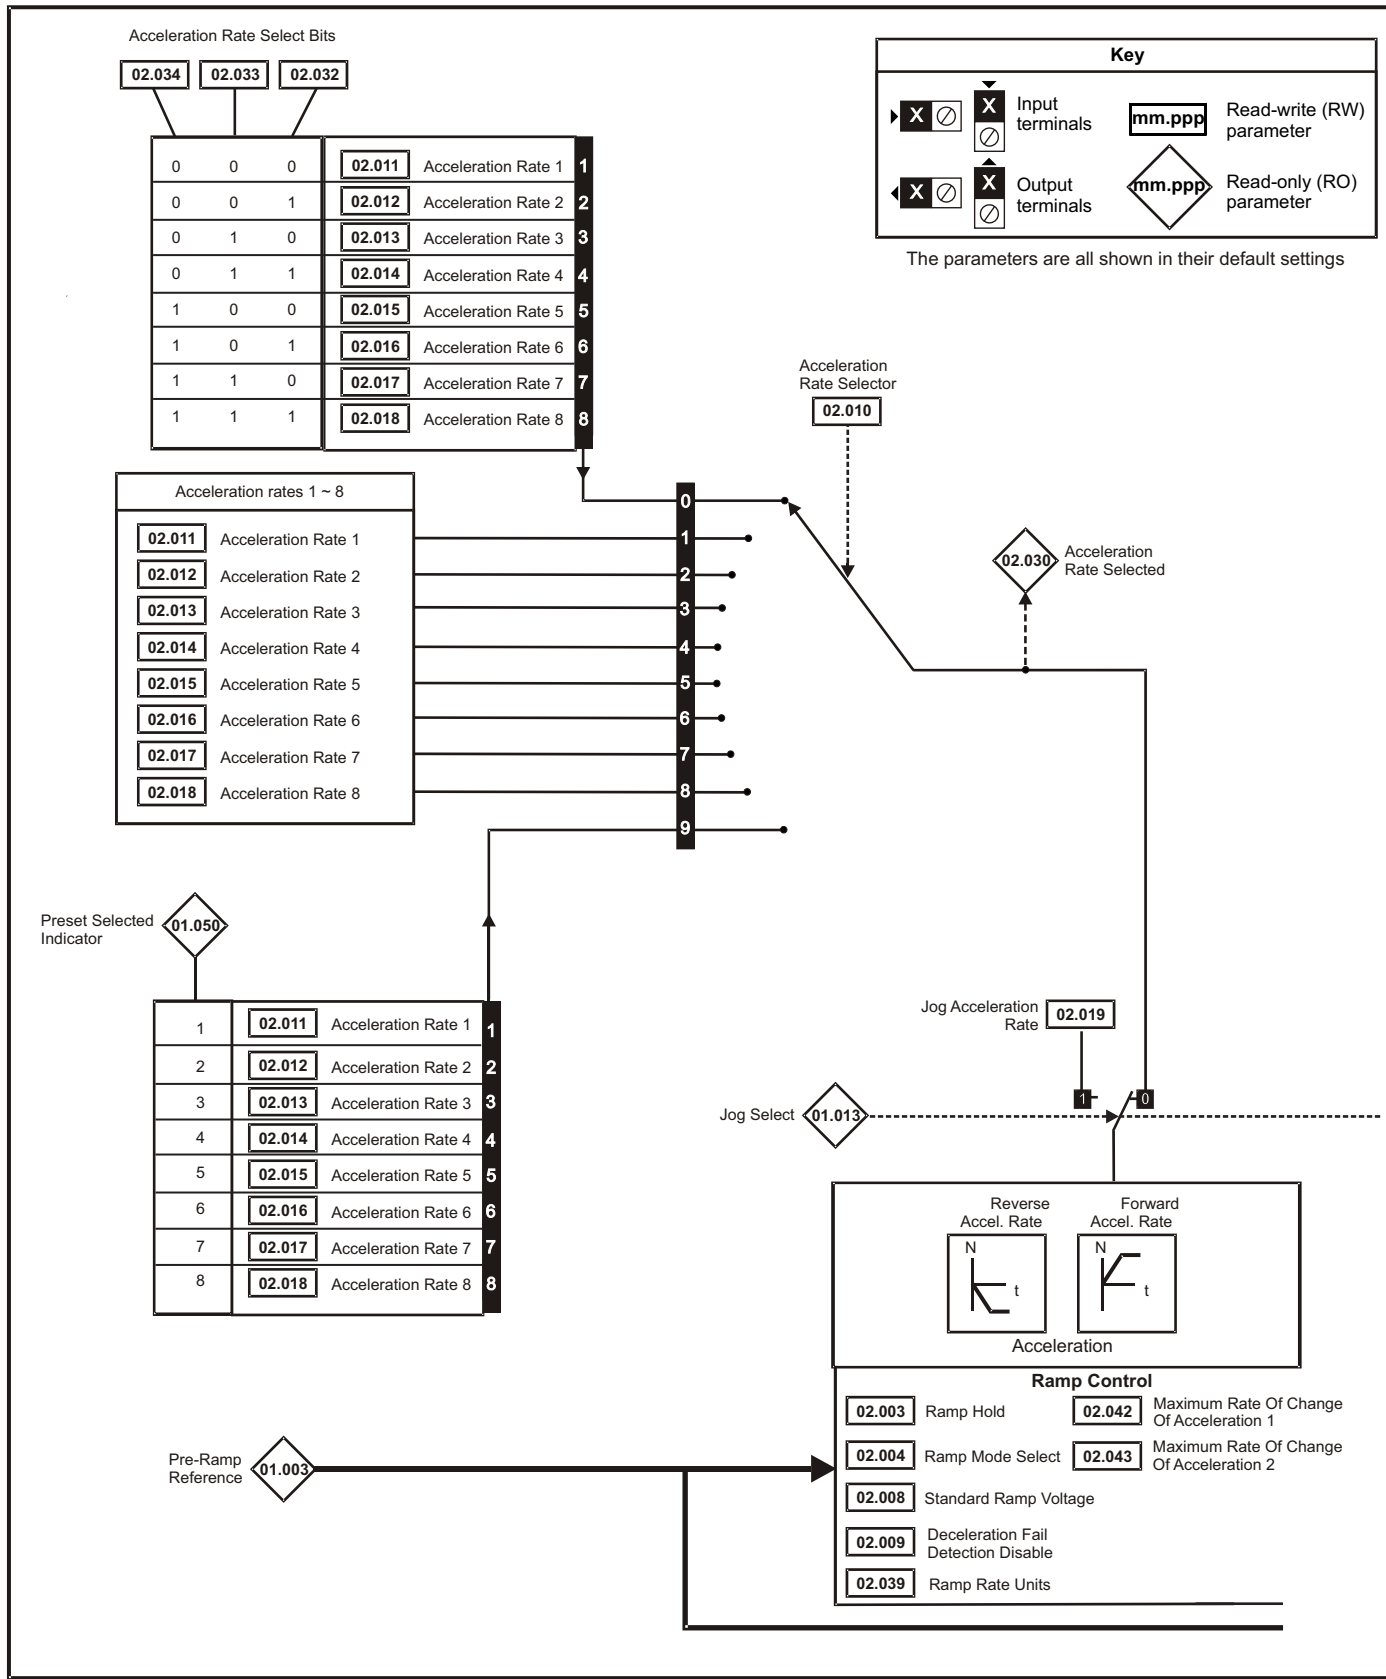 Acceleration Rate Select Bits
02.034 02.033 02.032
0 0 0 02.011 Acceleration Rate 1 1
0 0 1 02.012 Acceleration Rate 2 2
0 1 0 02.013 Acceleration Rate 3 3
0 1 1 02.014 Acceleration Rate 4 4
1 0 0 02.015 Acceleration Rate 5 5
1 0 1 02.016 Acceleration Rate 6 6
1 1 0 02.017 Acceleration Rate 7 7
1 1 1 02.018 Acceleration Rate 8 8
Key
X X Input
terminals
mm.ppp Read-write (RW)
parameter
X X Output
terminals
mm.ppp Read-only (RO)
parameter
The parameters are all shown in their default settings
Acceleration
Rate Selector
02.010
Acceleration rates 1 ~ 8
02.011 Acceleration Rate 1
02.012 Acceleration Rate 2
02.013 Acceleration Rate 3
02.014 Acceleration Rate 4
02.015 Acceleration Rate 5
02.016 Acceleration Rate 6
02.017 Acceleration Rate 7
02.018 Acceleration Rate 8
0
1
2
3
4
5
6
7
8
9
02.030 Acceleration
Rate Selected
Preset Selected
Indicator
01.050
1 02.011 Acceleration Rate 1 1
2 02.012 Acceleration Rate 2 2
3 02.013 Acceleration Rate 3 3
4 02.014 Acceleration Rate 4 4
5 02.015 Acceleration Rate 5 5
6 02.016 Acceleration Rate 6 6
7 02.017 Acceleration Rate 7 7
8 02.018 Acceleration Rate 8 8
Jog Acceleration
Rate
02.019
1 0
Jog Select 01.013
Reverse
Accel. Rate
N
t
Forward
Accel. Rate
N
t
Acceleration
Ramp Control
02.003 Ramp Hold
02.042 Maximum Rate Of Change
Of Acceleration 1
02.004 Ramp Mode Select
02.043 Maximum Rate Of Change
Of Acceleration 2
02.008 Standard Ramp Voltage
02.009 Deceleration Fail
Detection Disable
02.039 Ramp Rate Units
Pre-Ramp
Reference
01.003